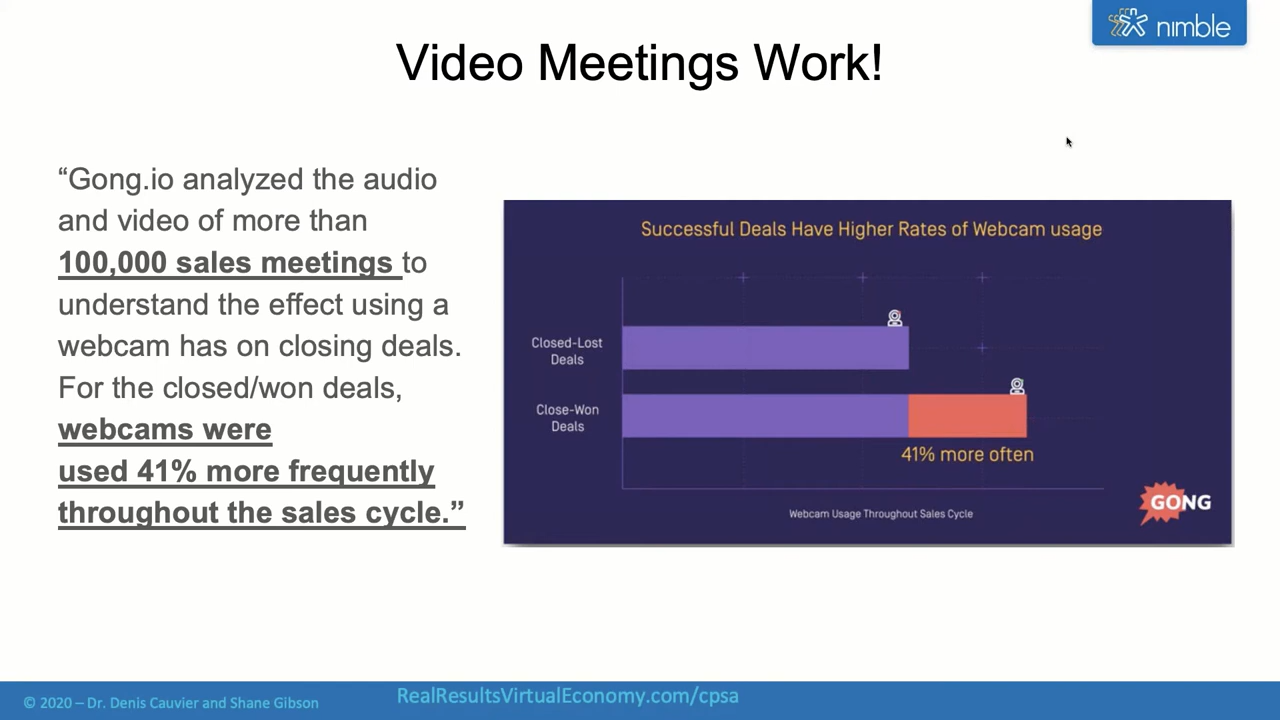 nimble
Video Meetings Work!
“Gong.io analyzed the audio
and video of more than
100,000 sales meetings to
understand the effect using a
webcam has on closing deals.
For the closed/won deals,
webcams were
used 41% more frequently
throughout the sales cycle.”
Successful Deals Have Higher Rates of Webcam usage
Closed-Lost
Deals
Close-Won
Deals
41% more often
Webcam Usage Throughout Sales Cycle
GONG
© 2020 – Dr. Denis Cauvier and Shane Gibson
RealResultsVirtualEconomy.com/cpsa